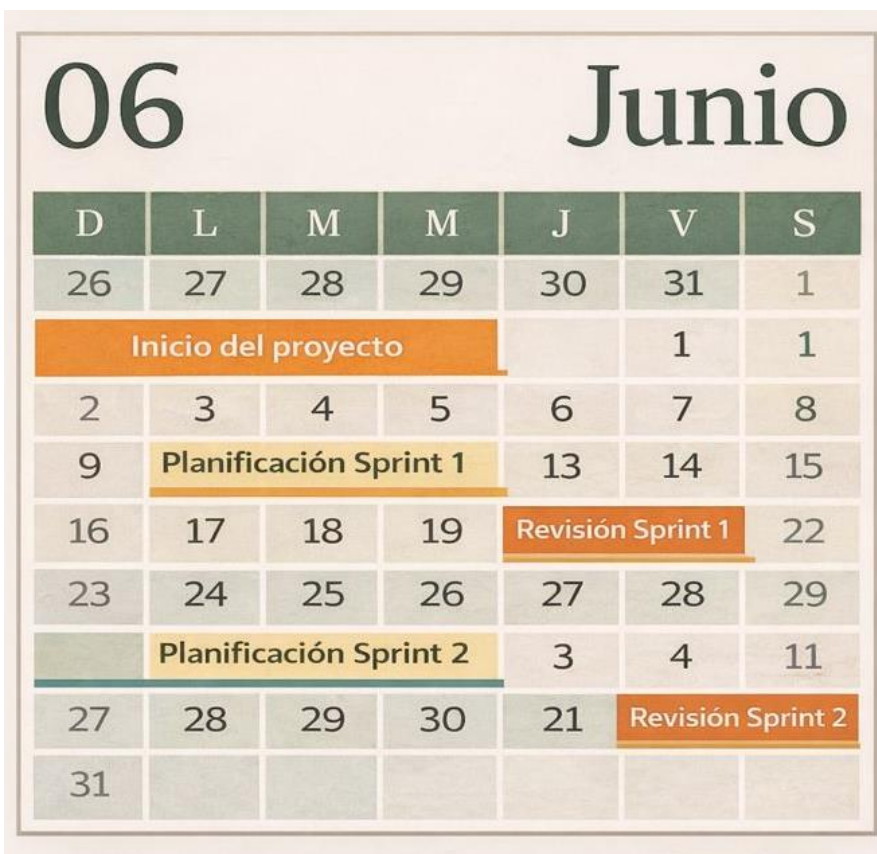 06 Junio
D L M M J V S
26 27 28 29 30 31 1
Inicio del proyecto 1 1
2 3 4 5 6 7 8
9 Planificación Sprint 1 13 14 15
16 17 18 19 Revisión Sprint 1 22
23 24 25 26 27 28 29
Planificación Sprint 2 3 4 11
27 28 29 30 21 Revisión Sprint 2
31